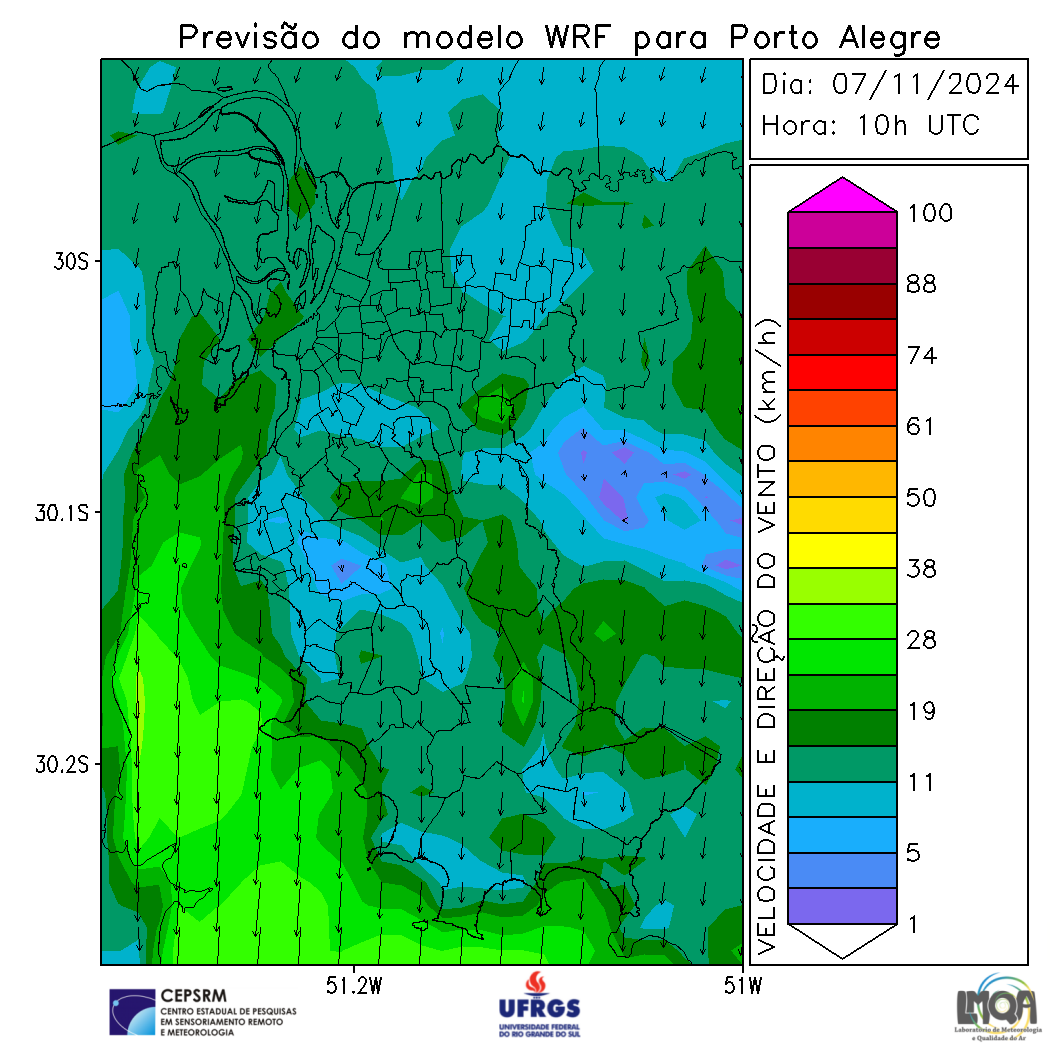 Previsão do modelo WRF para Porto Alegre
Dia: 07/11/2024
Hora: 10h UTC
30S
30.1S
30.2S
51.2W
51W
VELOCIDADE E DIREÇÃO DO VENTO (km/h)
100
88
74
61
50
38
28
19
11
5
1
CEPSRM
CENTRO ESTADUAL DE PESQUISAS
EM SENSORIAMENTO REMOTO
E METEOROLOGIA
UFRGS
UNIVERSIDADE FEDERAL
DO RIO GRANDE DO SUL
LMQA
Laboratório de Meteorologia
e Qualidade do Ar